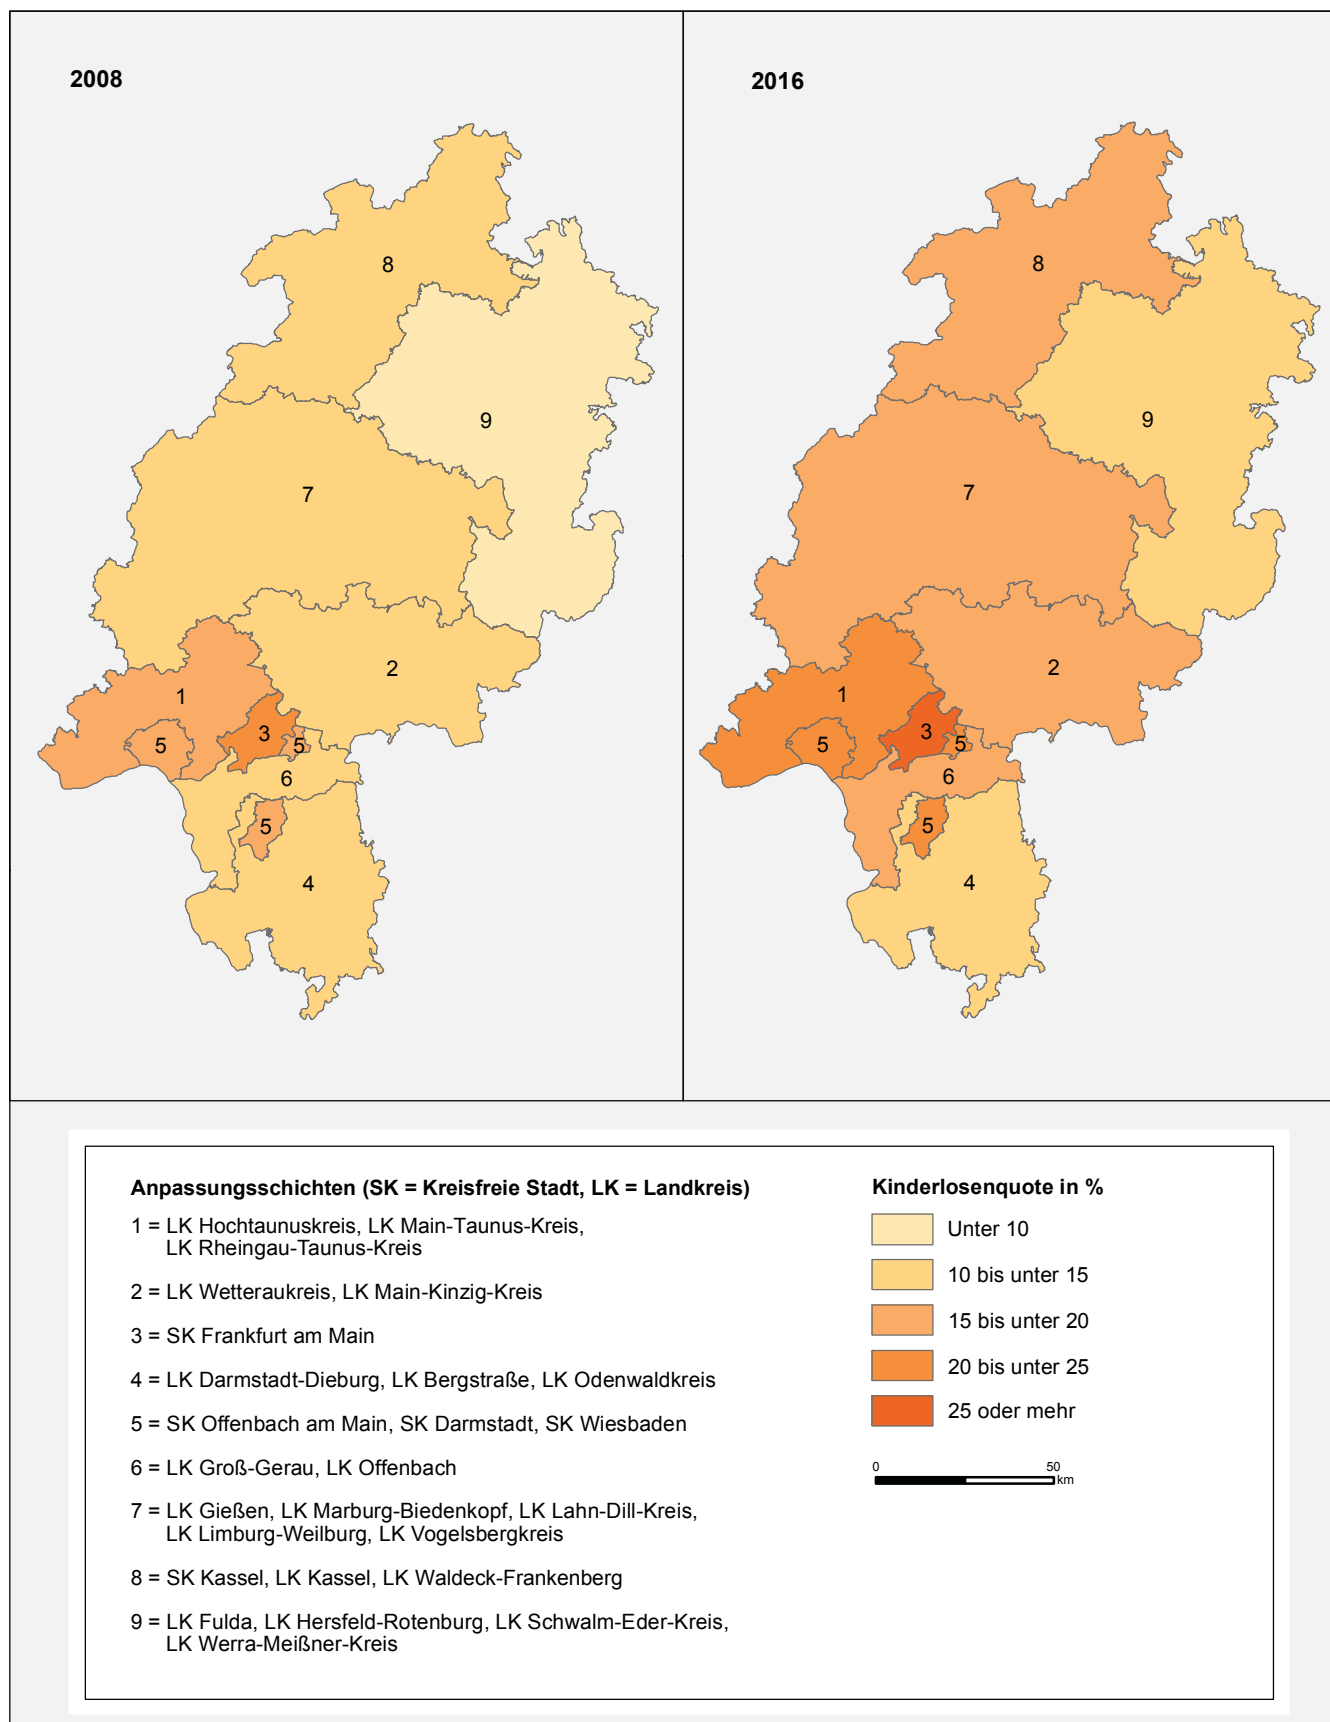 2008
8
9
7
2
1
3
5
5
6
5
4
2016
8
9
7
2
1
3
5
5
6
5
4
Anpassungsschichten (SK = Kreisfreie Stadt, LK = Landkreis)
1 = LK Hochtaunuskreis, LK Main-Taunus-Kreis,
LK Rheingau-Taunus-Kreis
2 = LK Wetteraukreis, LK Main-Kinzig-Kreis
3 = SK Frankfurt am Main
4 = LK Darmstadt-Dieburg, LK Bergstraße, LK Odenwaldkreis
5 = SK Offenbach am Main, SK Darmstadt, SK Wiesbaden
6 = LK Groß-Gerau, LK Offenbach
7 = LK Gießen, LK Marburg-Biedenkopf, LK Lahn-Dill-Kreis,
LK Limburg-Weilburg, LK Vogelsbergkreis
8 = SK Kassel, LK Kassel, LK Waldeck-Frankenberg
9 = LK Fulda, LK Hersfeld-Rotenburg, LK Schwalm-Eder-Kreis,
LK Werra-Meißner-Kreis
Kinderlosenquote in %
Unter 10
10 bis unter 15
15 bis unter 20
20 bis unter 25
25 oder mehr
0 50
km